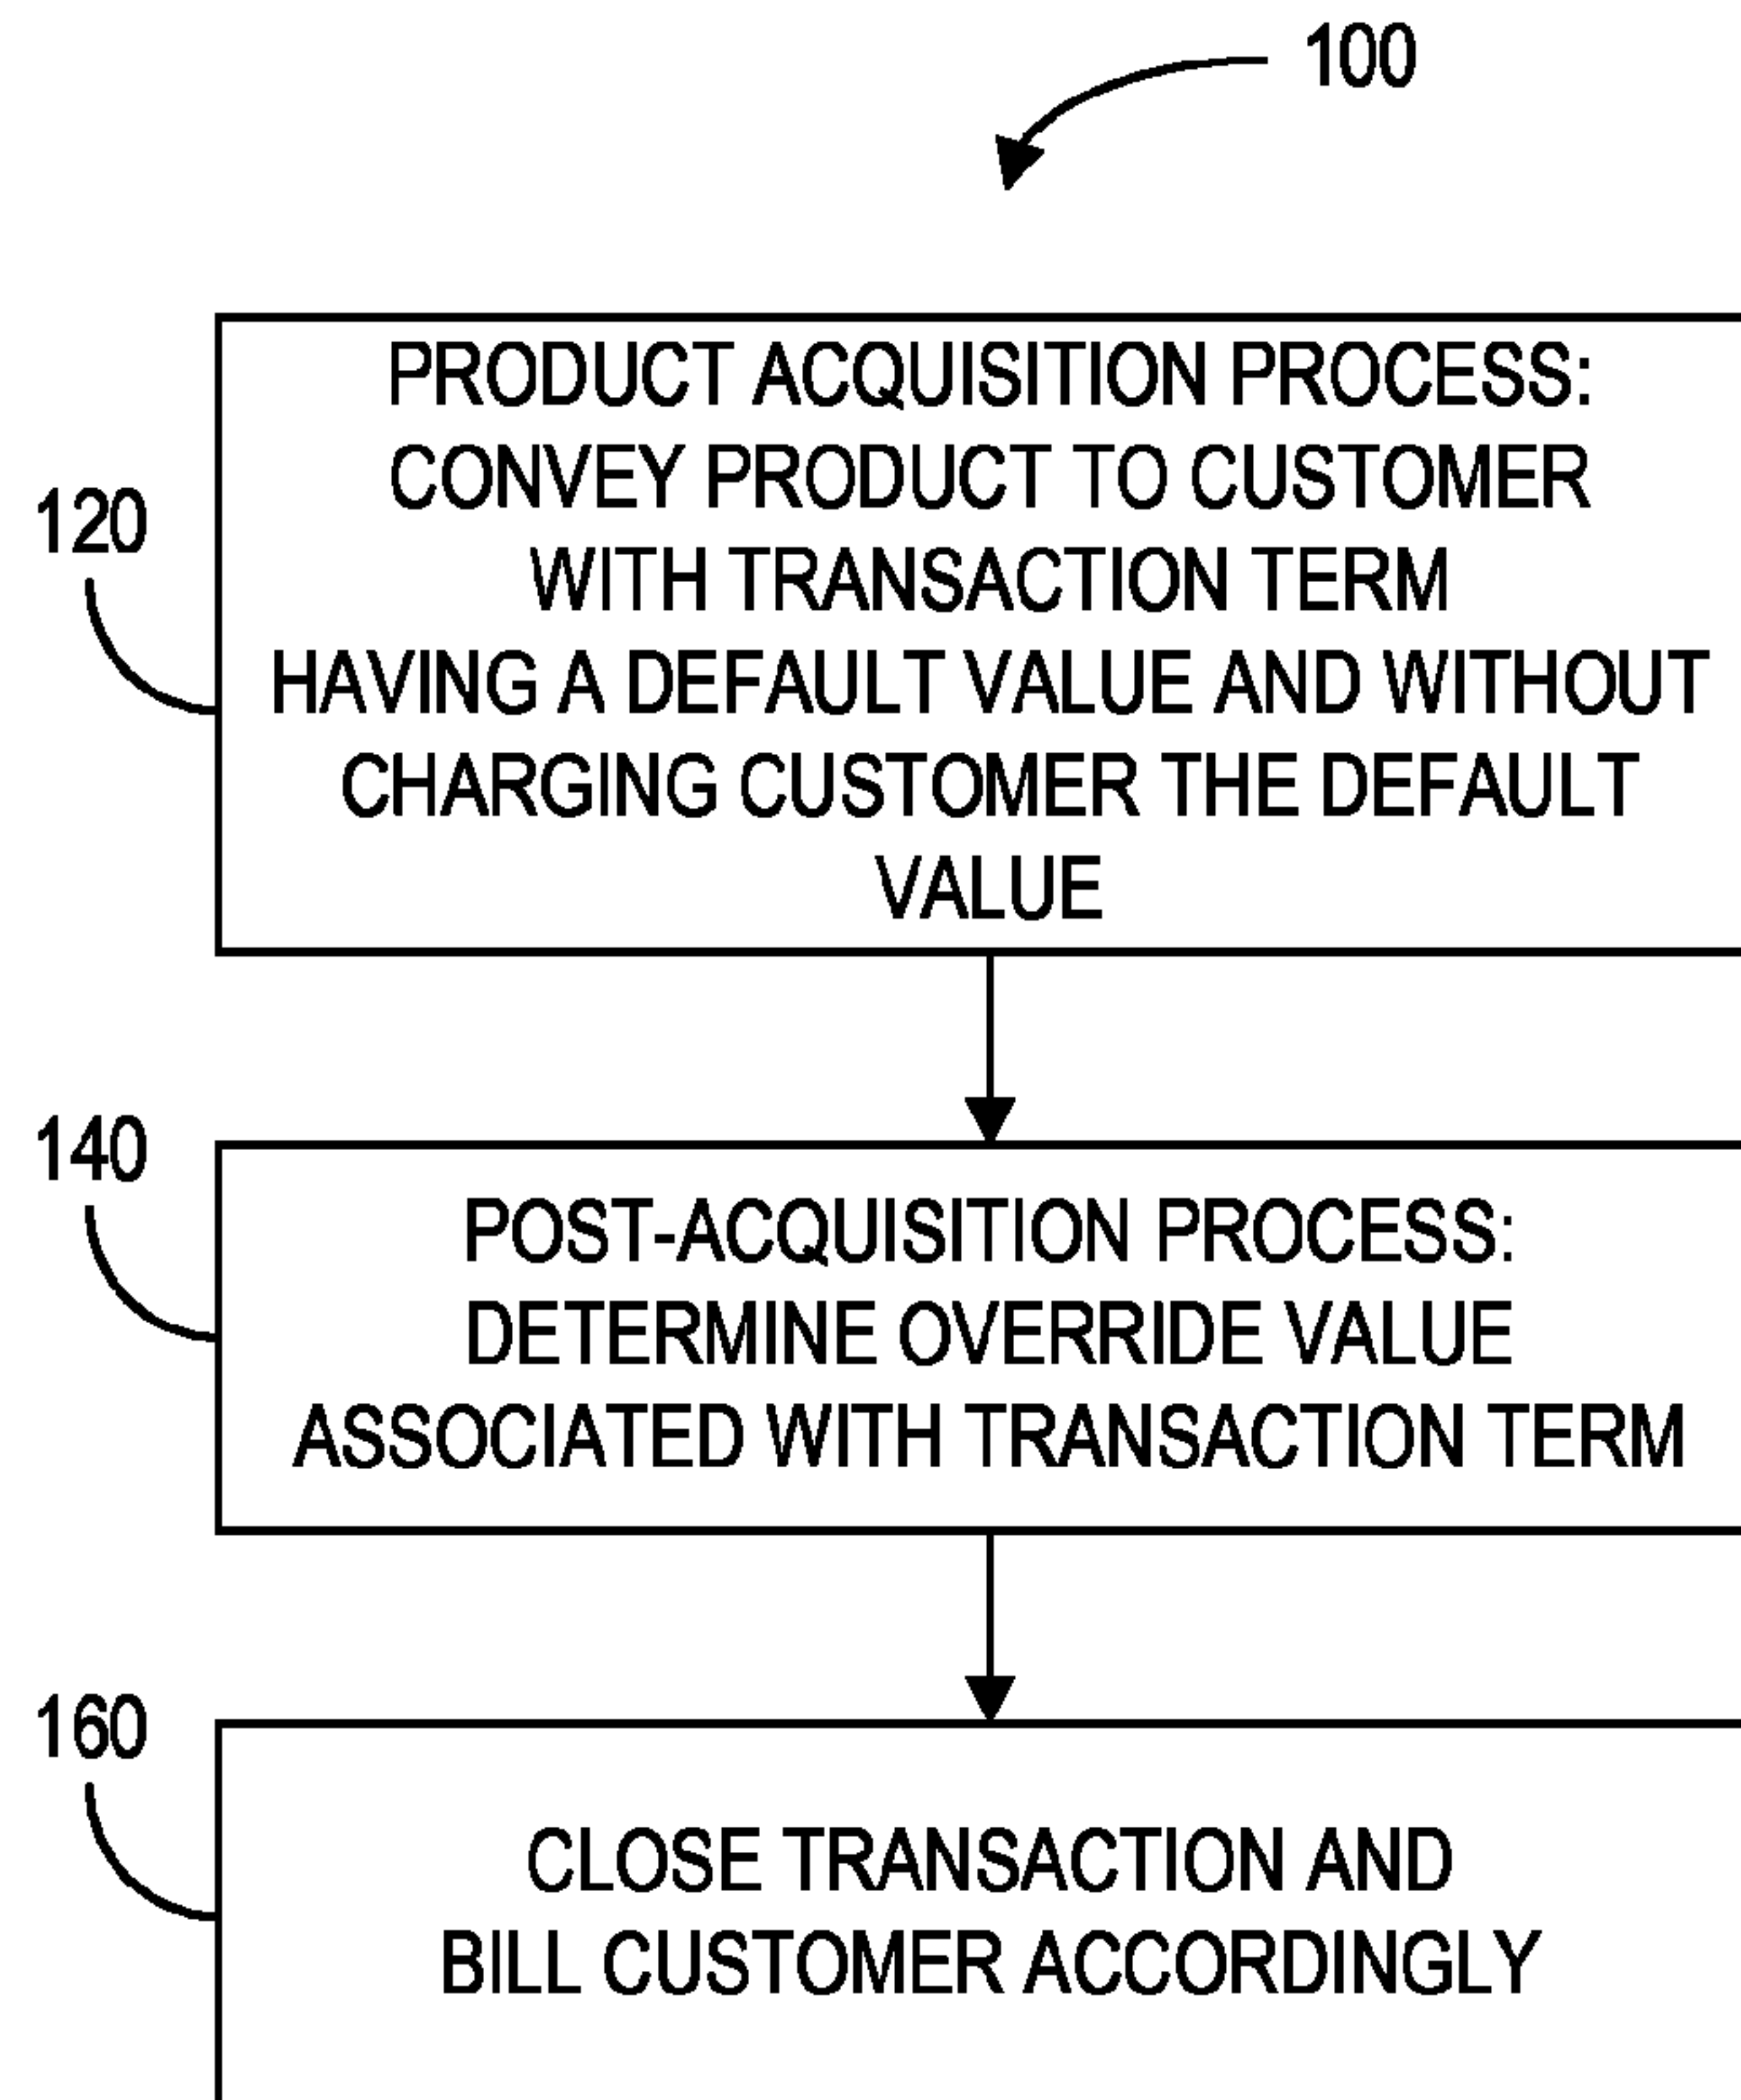 100
PRODUCT ACQUISITION PROCESS:
CONVEY PRODUCT TO CUSTOMER
WITH TRANSACTION TERM
HAVING A DEFAULT VALUE AND WITHOUT
CHARGING CUSTOMER THE DEFAULT
VALUE
120
140
POST-ACQUISITION PROCESS:
DETERMINE OVERRIDE VALUE
ASSOCIATED WITH TRANSACTION TERM
160
CLOSE TRANSACTION AND
BILL CUSTOMER ACCORDINGLY